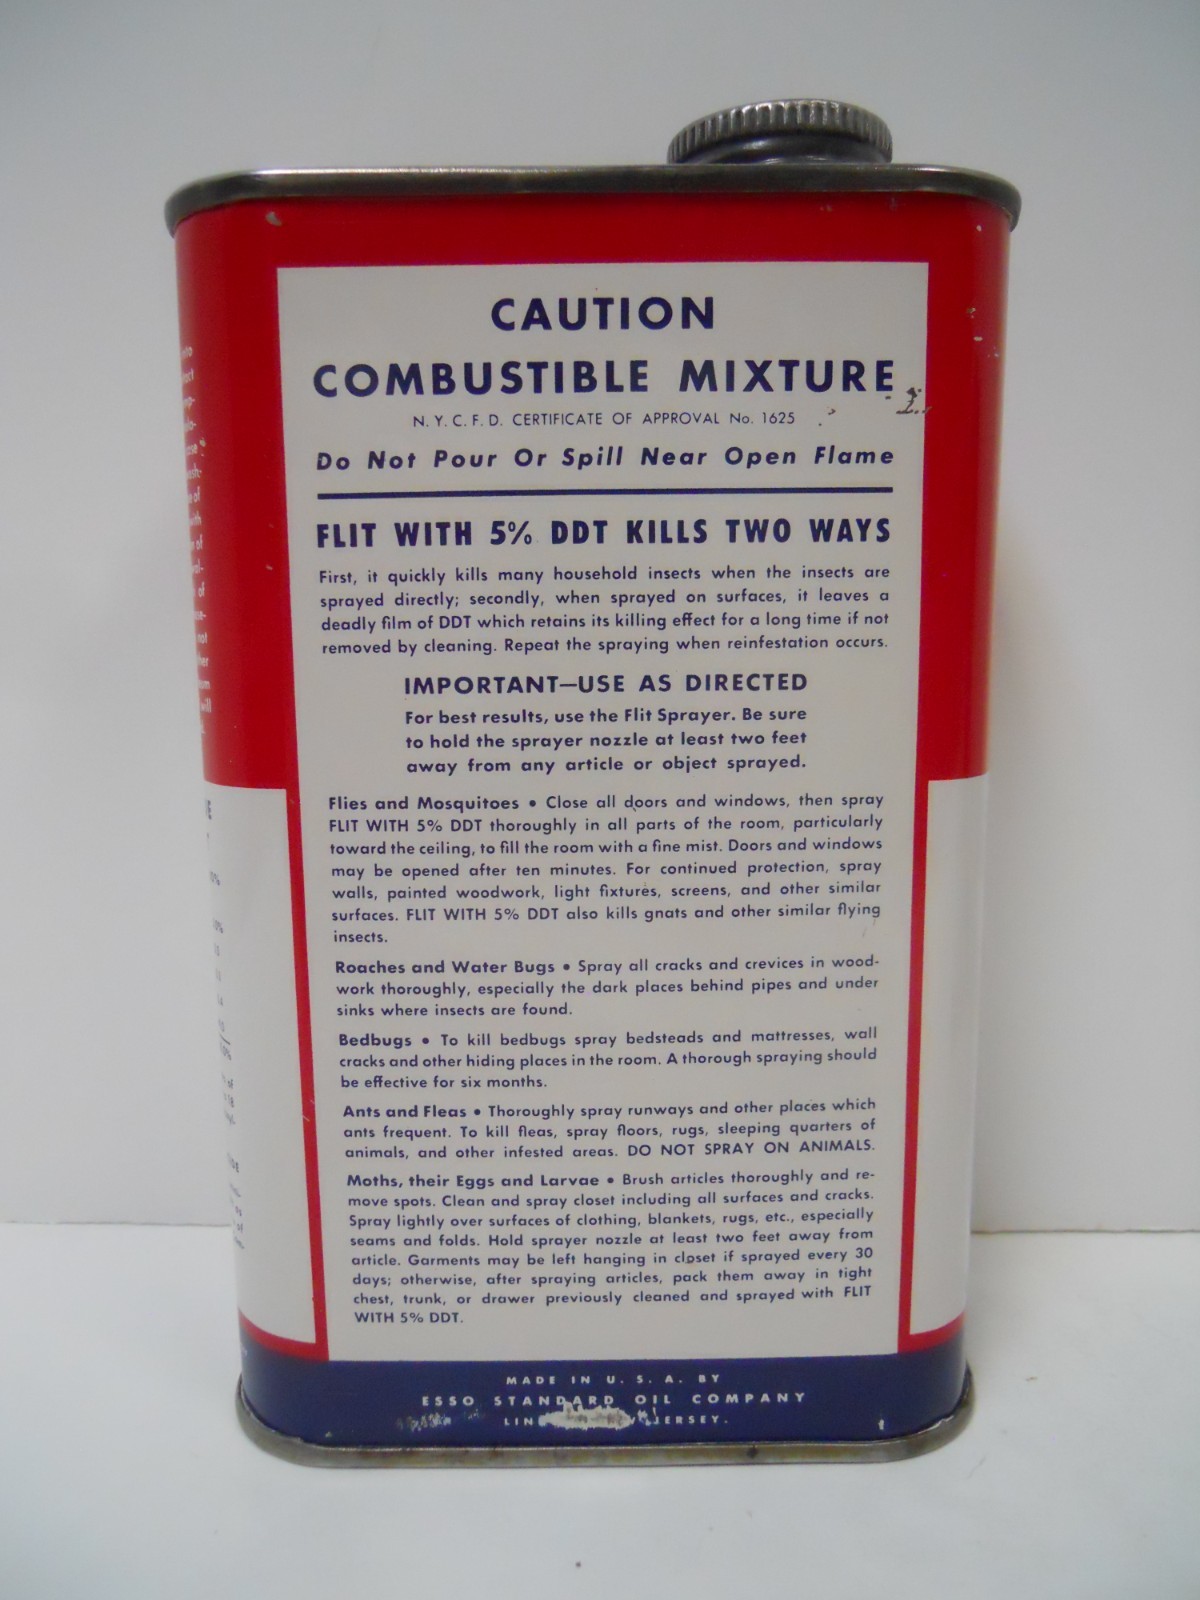 CAUTION
COMBUSTIBLE MIXTURE
N. Y. C. F. D. CERTIFICATE OF APPROVAL No. 1625
Do Not Pour Or Spill Near Open Flame
FLIT WITH 5% DDT KILLS TWO WAYS
First, it quickly kills many household insects when the insects are
sprayed directly; secondly, when sprayed on surfaces, it leaves a
deadly film of DDT which retains its killing effect for a long time if not
removed by cleaning. Repeat the spraying when reinfestation occurs.
IMPORTANT—USE AS DIRECTED
For best results, use the Flit Sprayer. Be sure
to hold the sprayer nozzle at least two feet
away from any article or object sprayed.
Flies and Mosquitoes • Close all doors and windows, then spray
FLIT WITH 5% DDT thoroughly in all parts of the room, particularly
toward the ceiling, to fill the room with a fine mist. Doors and windows
may be opened after ten minutes. For continued protection, spray
walls, painted woodwork, light fixtures, screens, and other similar
surfaces. FLIT WITH 5% DDT also kills gnats and other similar flying
insects.
Roaches and Water Bugs • Spray all cracks and crevices in wood-
work thoroughly, especially the dark places behind pipes and under
sinks where insects are found.
Bedbugs • To kill bedbugs spray bedsteads and mattresses, wall
cracks and other hiding places in the room. A thorough spraying should
be effective for six months.
Ants and Fleas • Thoroughly spray runways and other places which
ants frequent. To kill fleas, spray floors, rugs, sleeping quarters of
animals, and other infested areas. DO NOT SPRAY ON ANIMALS.
Moths, their Eggs and Larvae • Brush articles thoroughly and re-
move spots. Clean and spray closet including all surfaces and cracks.
Spray lightly over surfaces of clothing, blankets, rugs, etc., especially
seams and folds. Hold sprayer nozzle at least two feet away from
article. Garments may be left hanging in closet if sprayed every 30
days; otherwise, after spraying articles, pack them away in tight
chest, trunk, or drawer previously cleaned and sprayed with FLIT
WITH 5% DDT.
MADE IN U. S. A. BY
ESSO STANDARD OIL COMPANY
JERSEY.